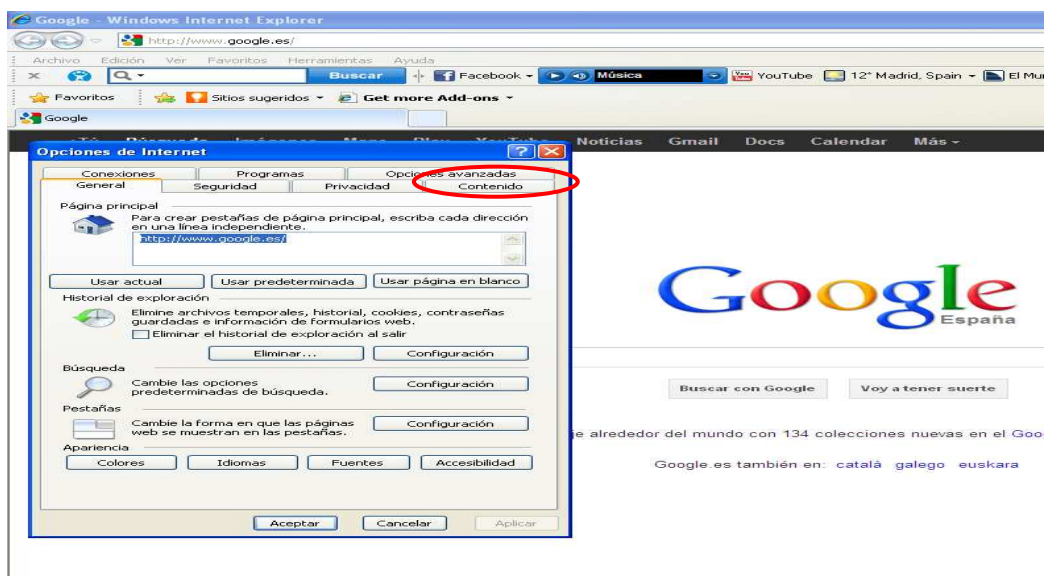 Google - Windows Internet Explorer
http://www.google.es/
Archivo Edición Ver Favoritos Herramientas Ayuda
Buscar Facebook Música YouTube 12° Madrid, Spain El Mu
Favoritos Sitios sugeridos Get more Add-ons
Google
Noticias Gmail Docs Calendar Más
Opciones de Internet
Conexiones Programas Opciones avanzadas
General Seguridad Privacidad Contenido
Página principal
Para crear pestañas de página principal, escriba cada dirección
en una línea independiente.
http://www.google.es/
Usar actual Usar predeterminada Usar página en blanco
Historial de exploración
Elimine archivos temporales, historial, cookies, contraseñas
guardadas e información de formularios web.
Eliminar el historial de exploración al salir
Eliminar... Configuración
Búsqueda
Cambie las opciones
predeterminadas de búsqueda.
Configuración
Pestañas
Cambie la forma en que las páginas
web se muestran en las pestañas.
Configuración
Apariencia
Colores Idiomas Fuentes Accesibilidad
Aceptar Cancelar Aplicar
Google
España
Buscar con Google Voy a tener suerte
je alrededor del mundo con 134 colecciones nuevas en el Goo
Google.es también en: català galego euskara